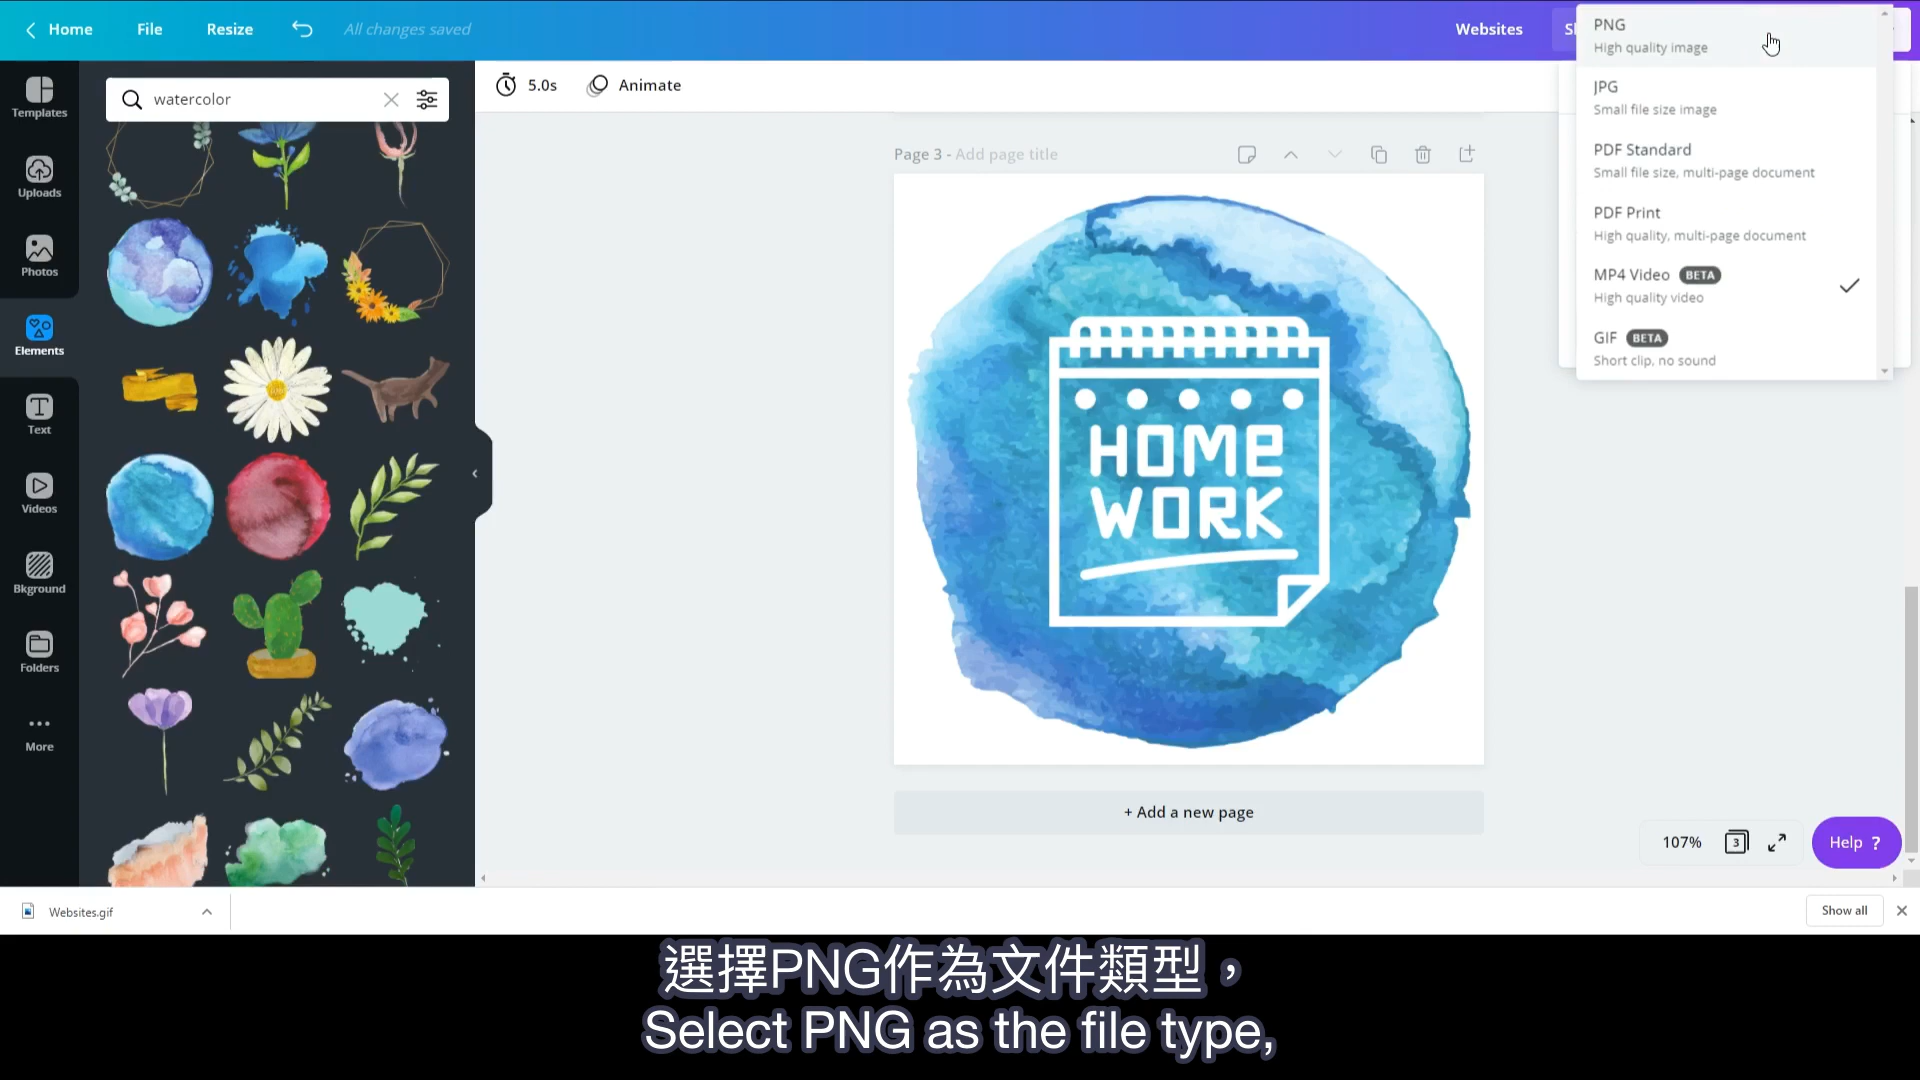 Home
File
Resize
All changes saved
Websites
PNG
High quality image
JPG
Small file size image
PDF Standard
Small file size, multi-page document
PDF Print
High quality, multi-page document
MP4 Video BETA
High quality video
GIF BETA
Short clip, no sound
Templates
Uploads
Photos
Elements
Text
Videos
Bkground
Folders
More
watercolor
5.0s
Animate
Page 3 - Add page title
HOME
WORK
+ Add a new page
107%
3
Help ?
Websites.gif
Show all
選擇PNG作為文件類型，
Select PNG as the file type,